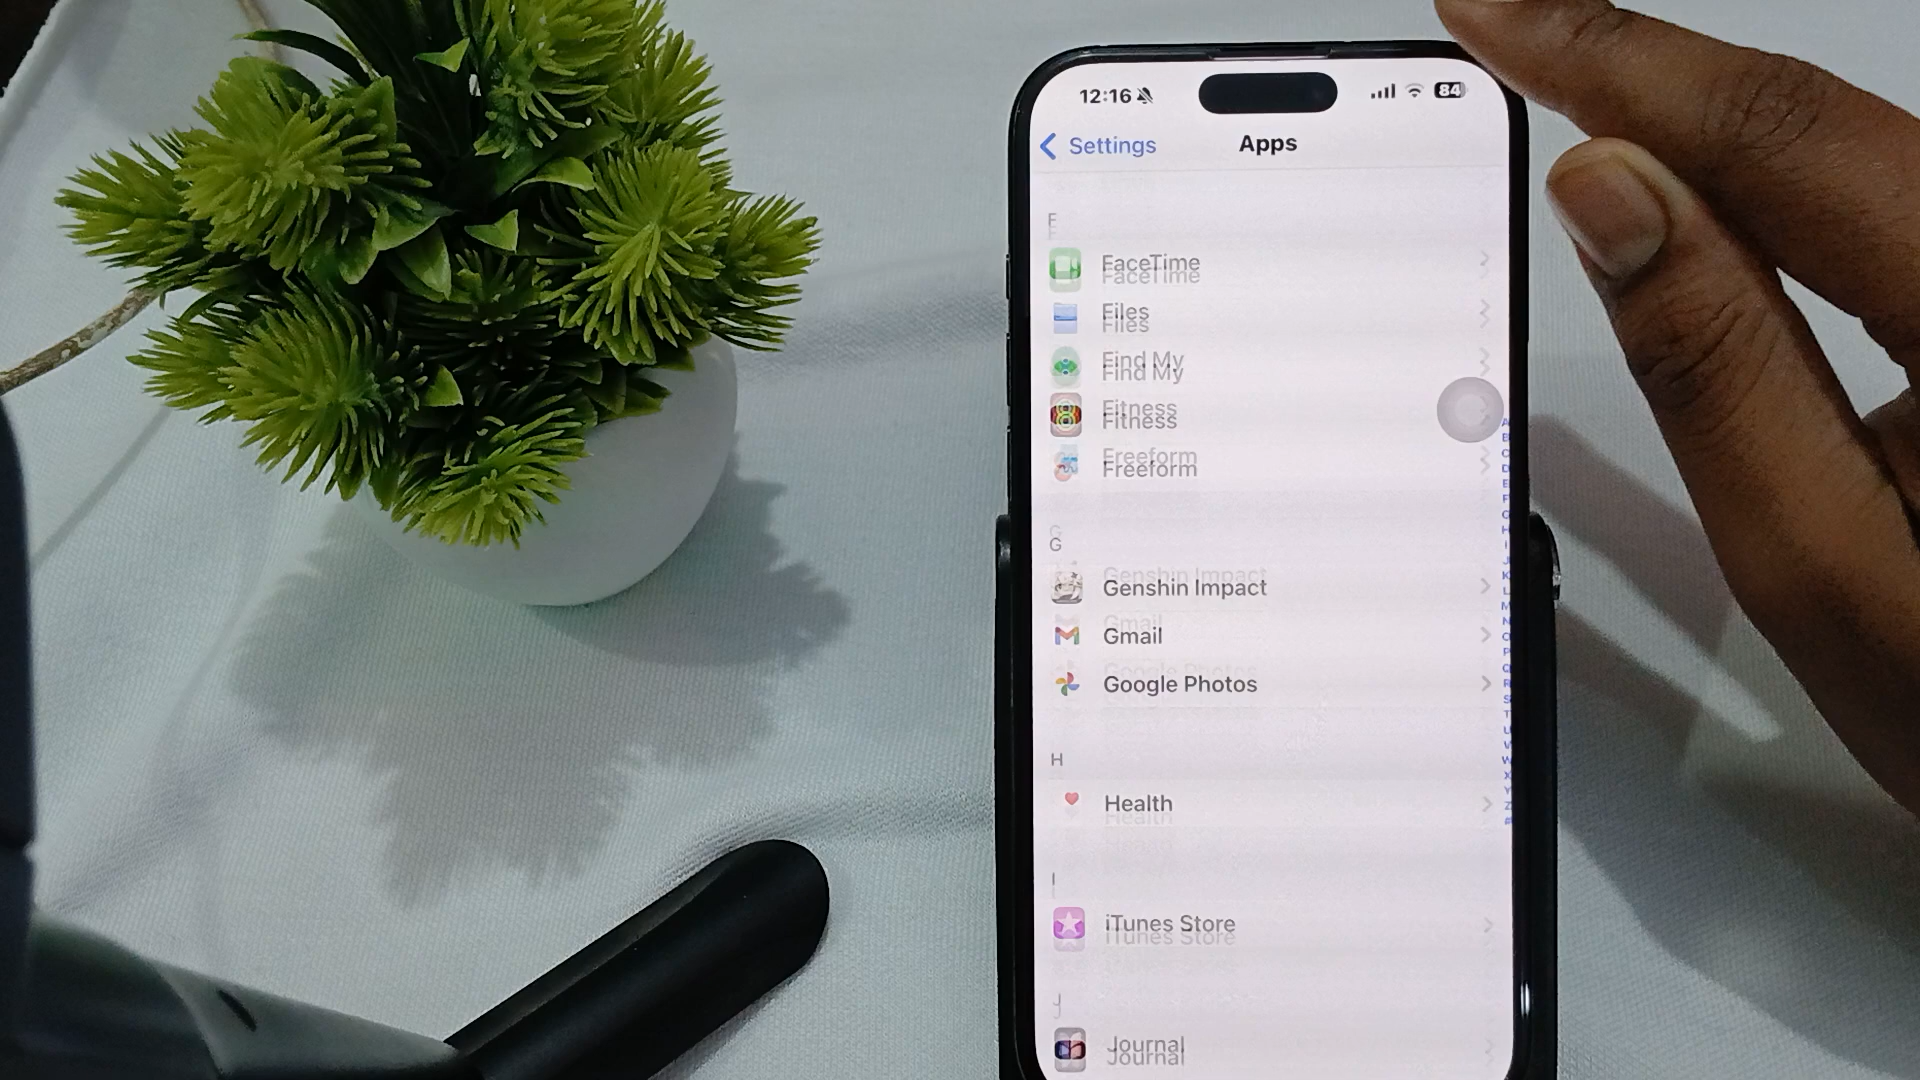 12:16
84
Settings
Apps
F
FaceTime
Files
Find My
Fitness
Freeform
G
Genshin Impact
Gmail
Google Photos
H
Health
I
iTunes Store
J
Journal
A
B
C
D
E
F
G
H
I
J
K
L
M
N
O
P
Q
R
S
T
U
V
W
X
Y
Z
#